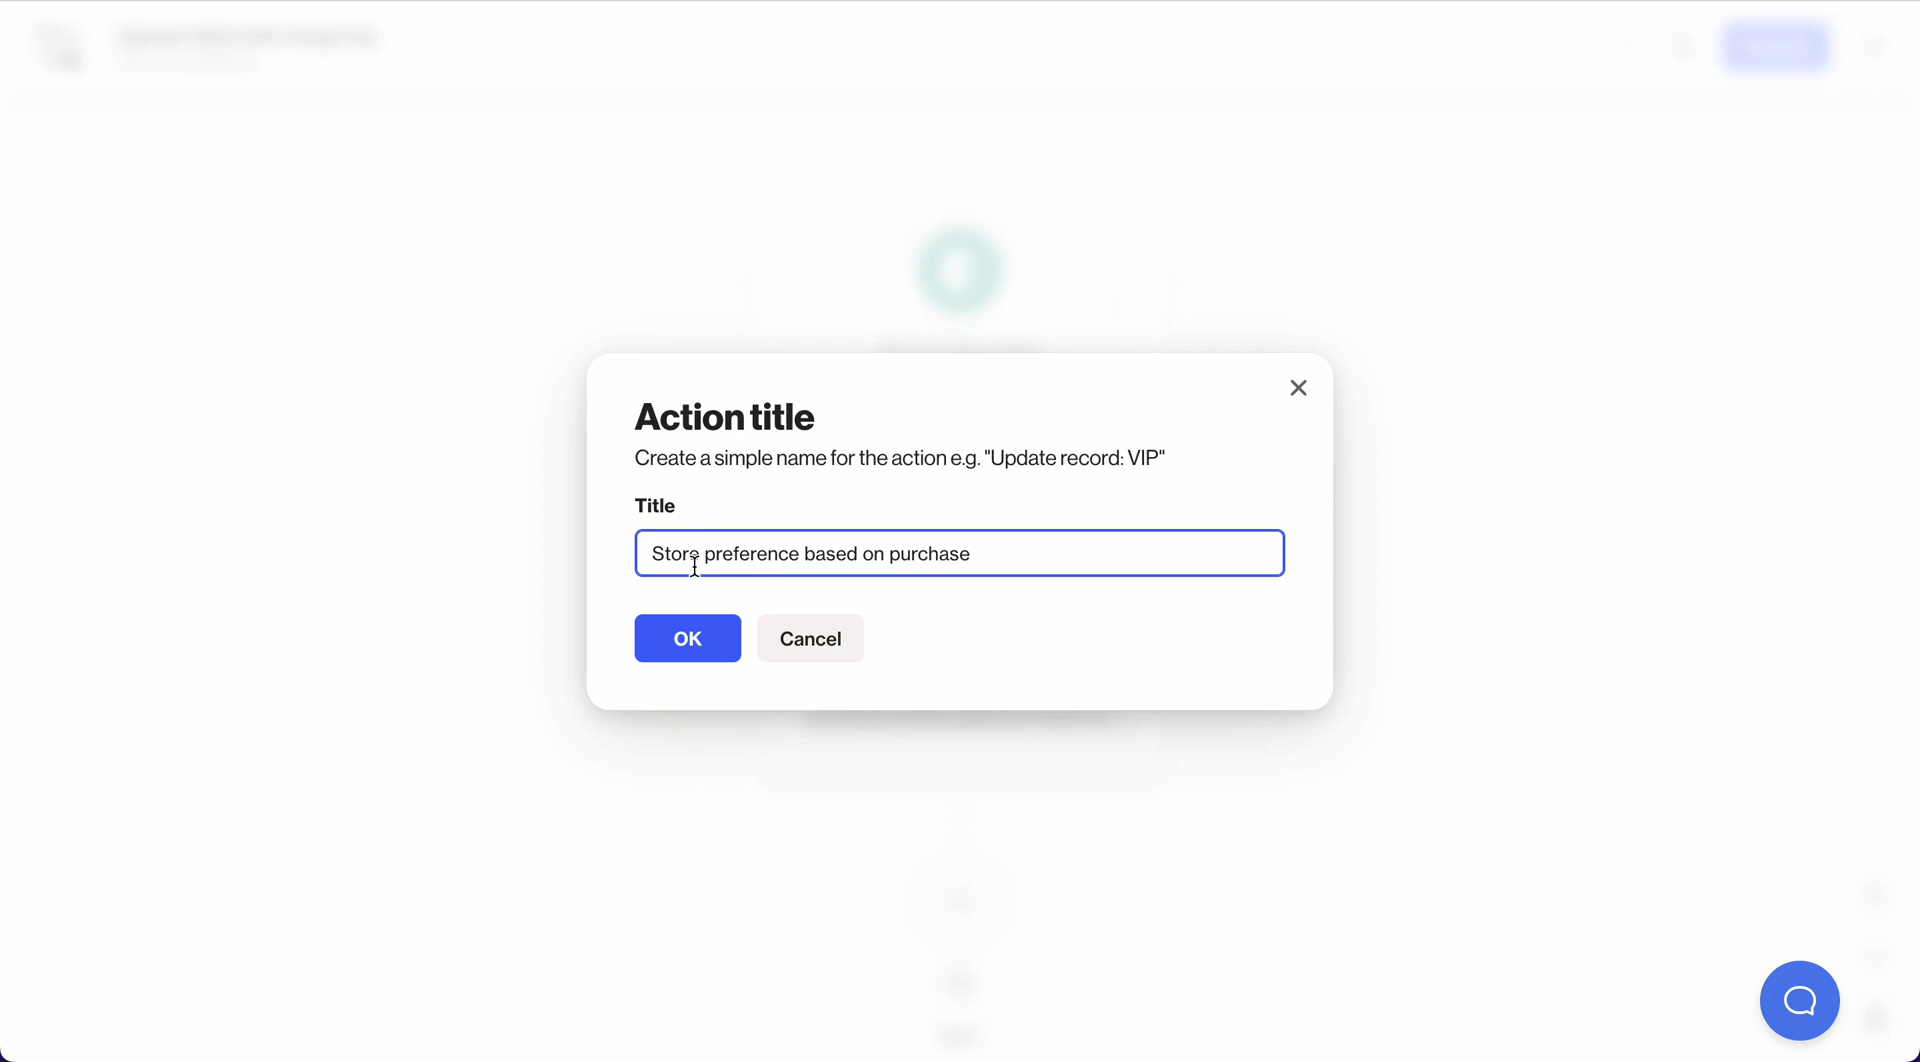 Action title
Create a simple name for the action e.g. "Update record: VIP"
Title
Store preference based on purchase
OK
Cancel